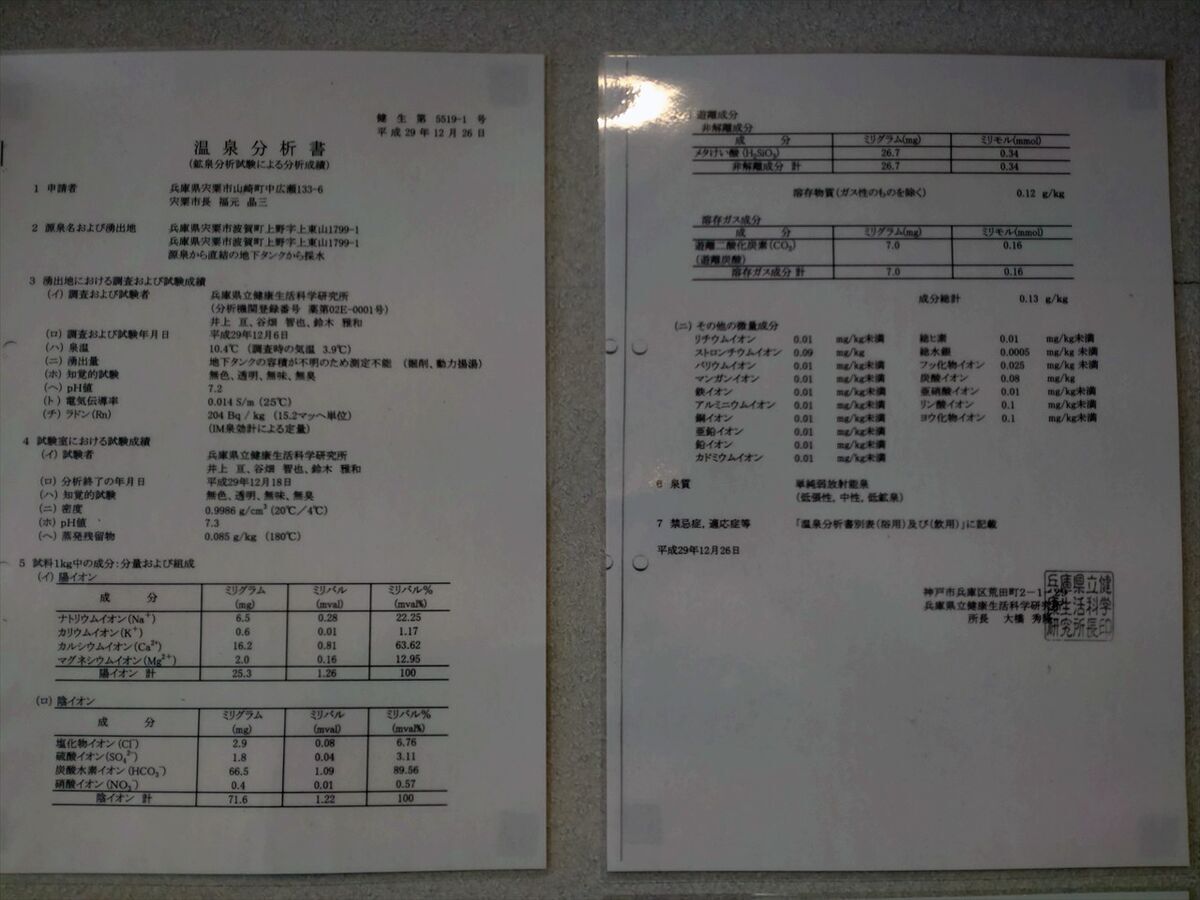 健 生 第 5519-1 号
平成 29 年 12 月 26 日
温 泉 分 析 書
(鉱泉分析試験による分析成績)
1 申請者 兵庫県宍粟市山崎町中広瀬133-6
宍粟市長 福元 晶三
2 源泉名および湧出地 兵庫県宍粟市波賀町上野字上東山1799-1
兵庫県宍粟市波賀町上野字上東山1799-1
源泉から直結の地下タンクから採水
3 湧出地における調査および試験成績
(イ) 調査および試験者 兵庫県立健康生活科学研究所
(分析機関登録番号 薬第02E-0001号)
井上 亘、谷畑 智也、鈴木 雅和
(ロ) 調査および試験年月日 平成29年12月6日
(ハ) 泉温 10.4℃ (調査時の気温 3.9℃)
(ニ) 湧出量 地下タンクの容積が不明のため測定不能 (掘削、動力揚湯)
(ホ) 知覚的試験 無色、透明、無味、無臭
(ヘ) pH値 7.2
(ト) 電気伝導率 0.014 S/m (25℃)
(チ) ラドン(Rn) 204 Bq / kg (15.2マッヘ単位)
(IM泉効計による定量)
4 試験室における試験成績
(イ) 試験者 兵庫県立健康生活科学研究所
井上 亘、谷畑 智也、鈴木 雅和
(ロ) 分析終了の年月日 平成29年12月18日
(ハ) 知覚的試験 無色、透明、無味、無臭
(ニ) 密度 0.9986 g/cm³ (20℃/4℃)
(ホ) pH値 7.3
(ヘ) 蒸発残留物 0.085 g/kg (180℃)
5 試料1kg中の成分:分量および組成
(イ) 陽イオン
成 分 ミリグラム (mg) ミリバル (mval) ミリバル% (mval%)
ナトリウムイオン(Na⁺) 6.5 0.28 22.25
カリウムイオン(K⁺) 0.6 0.01 1.17
カルシウムイオン(Ca²⁺) 16.2 0.81 63.62
マグネシウムイオン(Mg²⁺) 2.0 0.16 12.95
陽イオン 計 25.3 1.26 100
(ロ) 陰イオン
成 分 ミリグラム (mg) ミリバル (mval) ミリバル% (mval%)
塩化物イオン(Cl⁻) 2.9 0.08 6.76
硫酸イオン(SO₄²⁻) 1.8 0.04 3.11
炭酸水素イオン(HCO₃⁻) 66.5 1.09 89.56
硝酸イオン(NO₃⁻) 0.4 0.01 0.57
陰イオン 計 71.6 1.22 100
遊離成分
非解離成分
成 分 ミリグラム(mg) ミリモル(mmol)
メタけい酸(H₂SiO₃) 26.7 0.34
非解離成分 計 26.7 0.34
溶存物質(ガス性のものを除く) 0.12 g/kg
溶存ガス成分
成 分 ミリグラム(mg) ミリモル(mmol)
遊離二酸化炭素(CO₂) 7.0 0.16
(遊離炭酸)
溶存ガス成分 計 7.0 0.16
成分総計 0.13 g/kg
(ニ) その他の微量成分
リチウムイオン 0.01 mg/kg未満 総ヒ素 0.01 mg/kg未満
ストロンチウムイオン 0.09 mg/kg 総水銀 0.0005 mg/kg未満
バリウムイオン 0.01 mg/kg未満 フッ化物イオン 0.025 mg/kg 未満
マンガンイオン 0.01 mg/kg未満 炭酸イオン 0.08 mg/kg
鉄イオン 0.01 mg/kg未満 亜硝酸イオン 0.01 mg/kg未満
アルミニウムイオン 0.01 mg/kg未満 リン酸イオン 0.1 mg/kg未満
銅イオン 0.01 mg/kg未満 ヨウ化物イオン 0.1 mg/kg未満
亜鉛イオン 0.01 mg/kg未満
鉛イオン 0.01 mg/kg未満
カドミウムイオン 0.01 mg/kg未満
6 泉質 単純弱放射能泉
(低張性、中性、低鉱泉)
7 禁忌症、適応症等 「温泉分析書別表(浴用)及び(飲用)」に記載
平成29年12月26日
神戸市兵庫区荒田町2-1
兵庫県立健康生活科学研究所
所長 大橋 秀隆
兵庫県立健
康生活科学
研究所長印